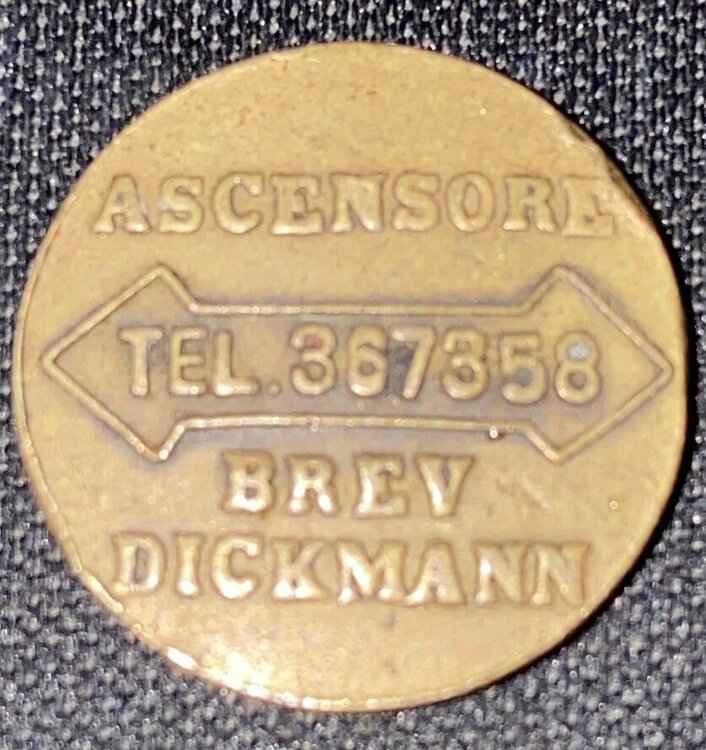 ASCENSORE
TEL.367358
BREV
DICKMANN